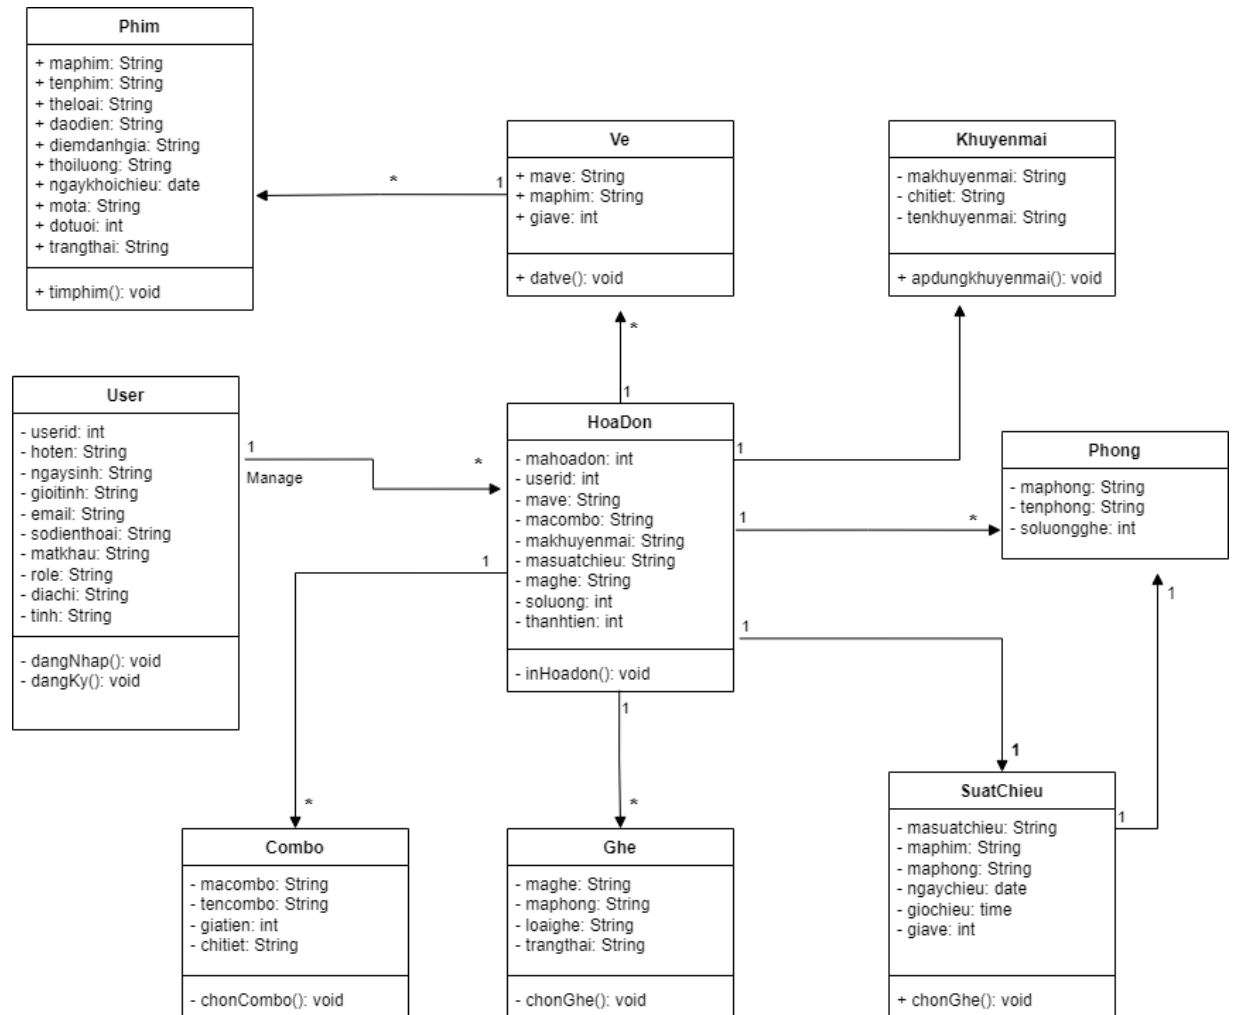 Phim
+ maphim: String
+ tenphim: String
+ theloai: String
+ daodien: String
+ diemdanhgia: String
+ thoiluong: String
+ ngaykhoichieu: date
+ mota: String
+ dotuoi: int
+ trangthai: String
+ timphim(): void
*
1
Ve
+ mave: String
+ maphim: String
+ giave: int
+ datve(): void
Khuyenmai
- makhuyenmai: String
- chitiet: String
- tenkhuyenmai: String
+ apdungkhuyenmai(): void
*
1
User
- userid: int
- hoten: String
- ngaysinh: String
- gioitinh: String
- email: String
- sodienthoai: String
- matkhau: String
- role: String
- diachi: String
- tinh: String
- dangNhap(): void
- dangKy(): void
1
Manage
*
1
HoaDon
- mahoadon: int
- userid: int
- mave: String
- macombo: String
- makhuyenmai: String
- masuatchieu: String
- maghe: String
- soluong: int
- thanhtien: int
- inHoadon(): void
1
1
*
1
Phong
- maphong: String
- tenphong: String
- soluongghe: int
1
1
1
1
*
*
Combo
- macombo: String
- tencombo: String
- giatien: int
- chitiet: String
- chonCombo(): void
Ghe
- maghe: String
- maphong: String
- loaighe: String
- trangthai: String
- chonGhe(): void
SuatChieu
- masuatchieu: String
- maphim: String
- maphong: String
- ngaychieu: date
- giochieu: time
- giave: int
+ chonGhe(): void